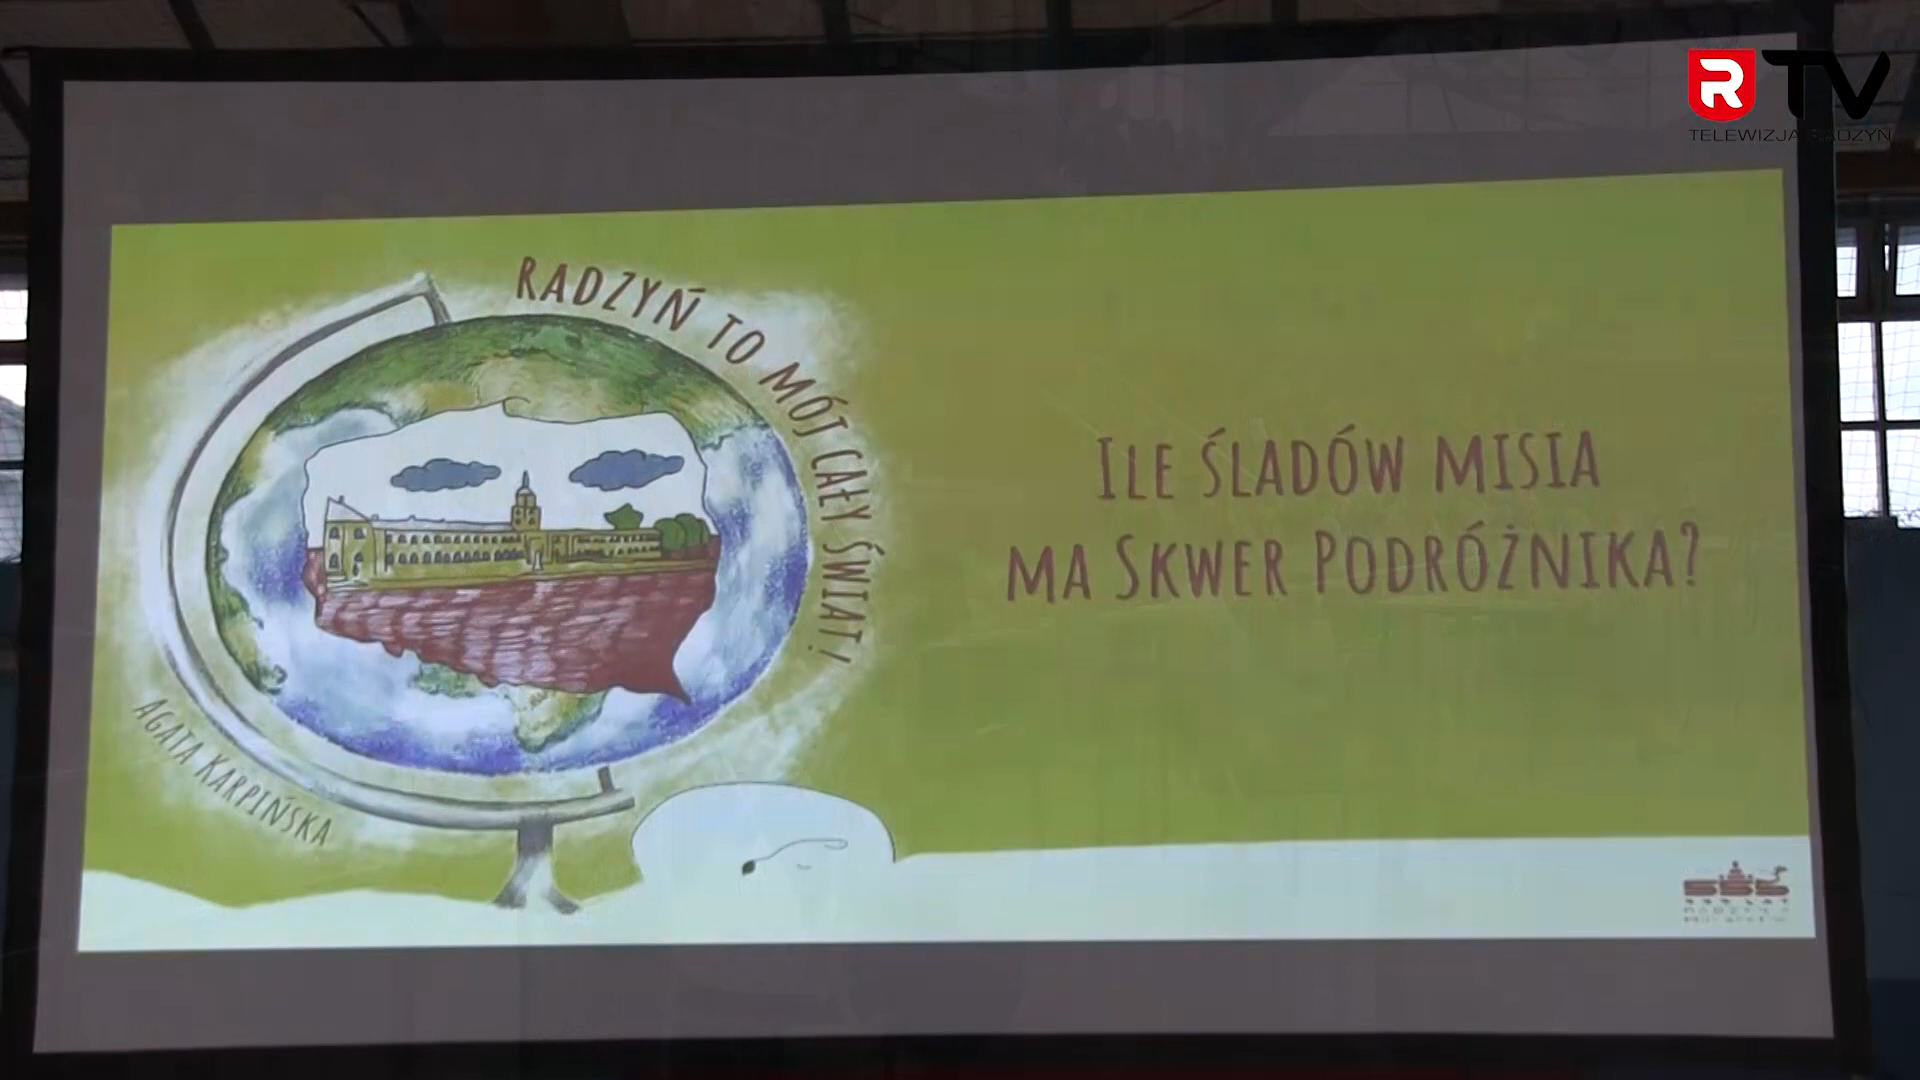 R TV
TELEWIZJA RADZYŃ
RADZYŃ TO MÓJ CAŁY ŚWIAT!
AGATA KARPIŃSKA
ILE ŚLADÓW MISIA
MA SKWER PODRÓŻNIKA?